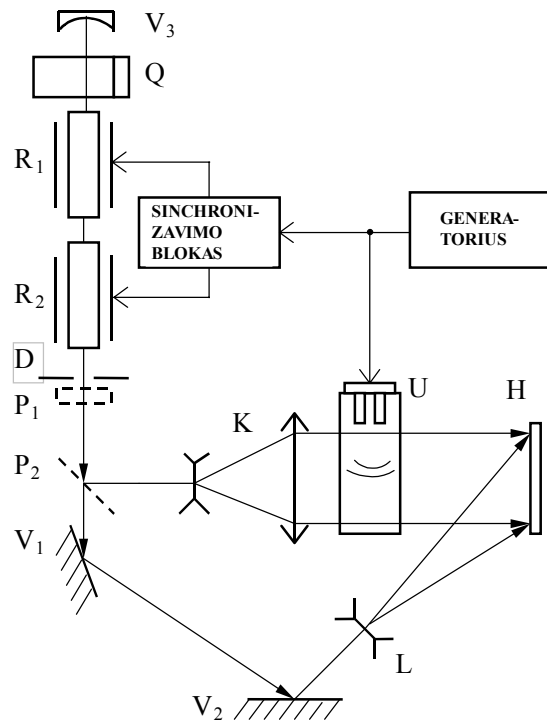 V3
Q
R1
SINCHRONI-
ZAVIMO
BLOKAS
GENERA-
TORIUS
R2
D
P1
U
H
K
P2
V1
L
V2